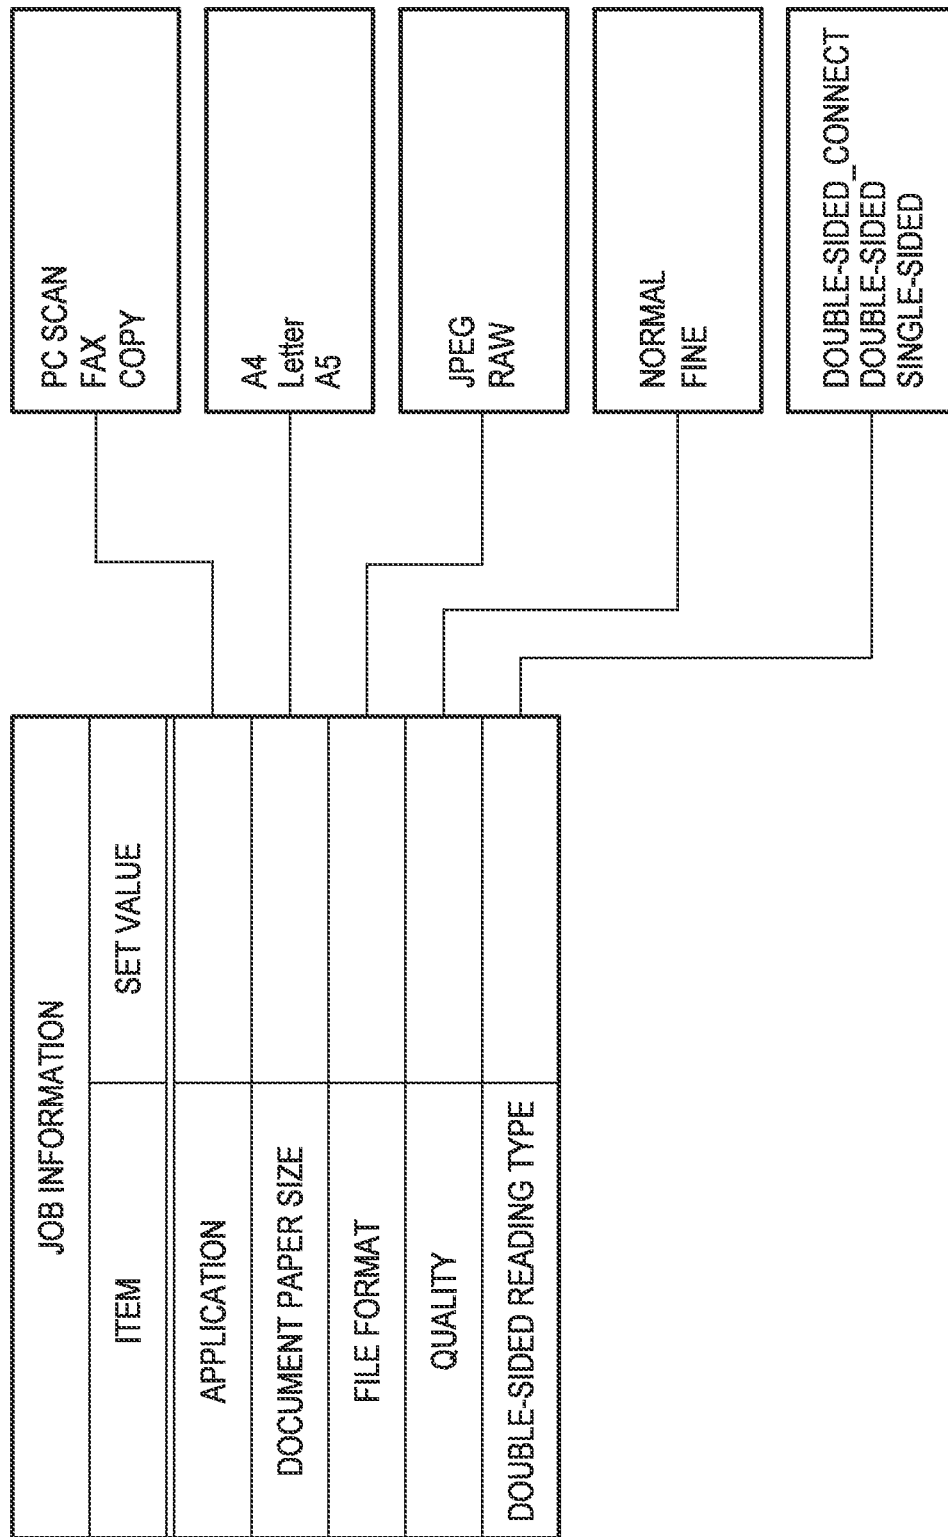 JOB INFORMATION
ITEM
SET VALUE
APPLICATION
DOCUMENT PAPER SIZE
FILE FORMAT
QUALITY
DOUBLE-SIDED READING TYPE
PC SCAN
FAX
COPY
A4
Letter
A5
JPEG
RAW
NORMAL
FINE
DOUBLE-SIDED_CONNECT
DOUBLE-SIDED
SINGLE-SIDED